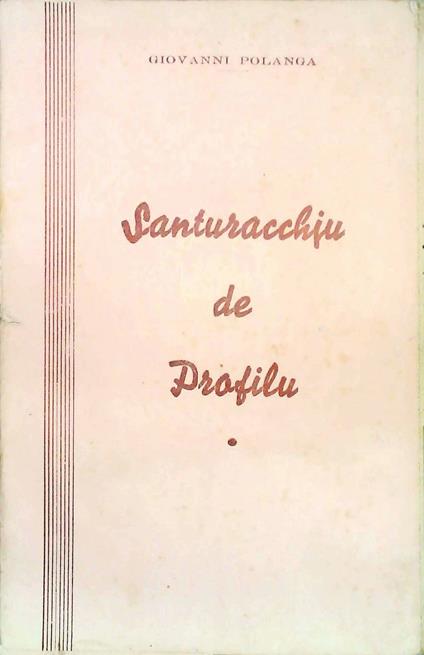 GIOVANNI POLANGA
Santuracchju
de
Profilu